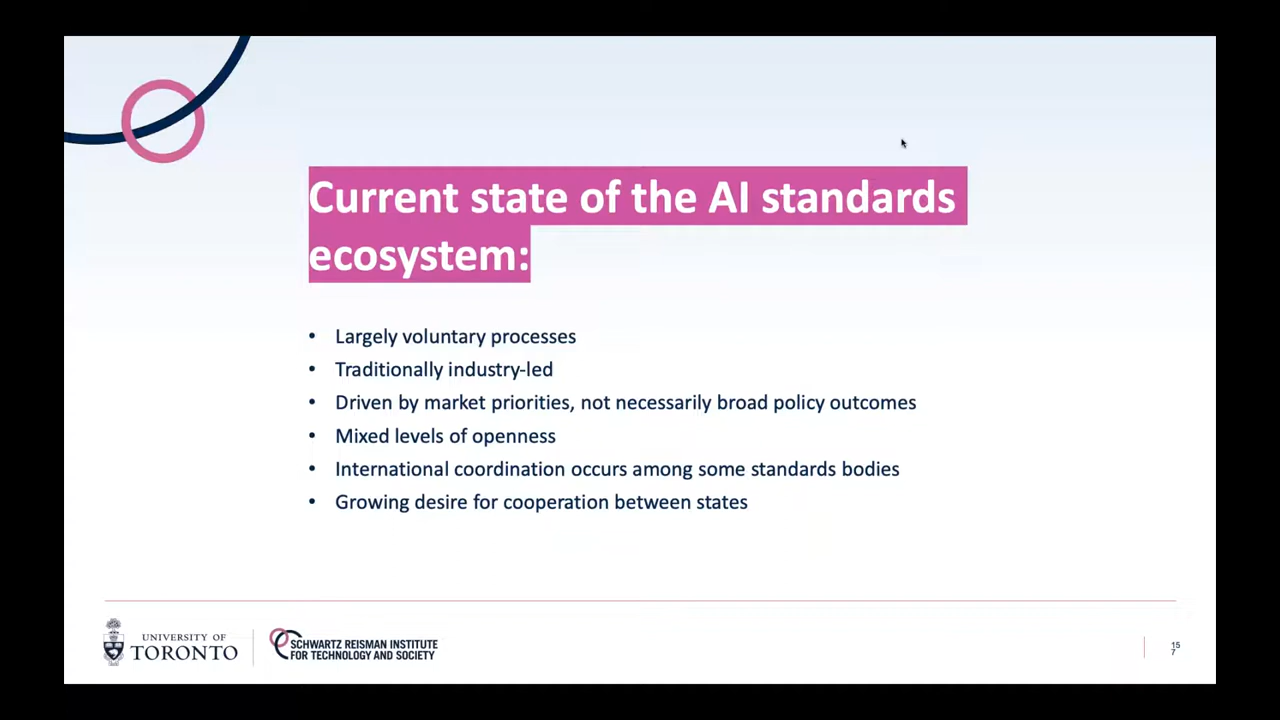 Current state of the AI standards
ecosystem:
• Largely voluntary processes
• Traditionally industry-led
• Driven by market priorities, not necessarily broad policy outcomes
• Mixed levels of openness
• International coordination occurs among some standards bodies
• Growing desire for cooperation between states
UNIVERSITY OF
TORONTO
SCHWARTZ REISMAN INSTITUTE
FOR TECHNOLOGY AND SOCIETY
15
7